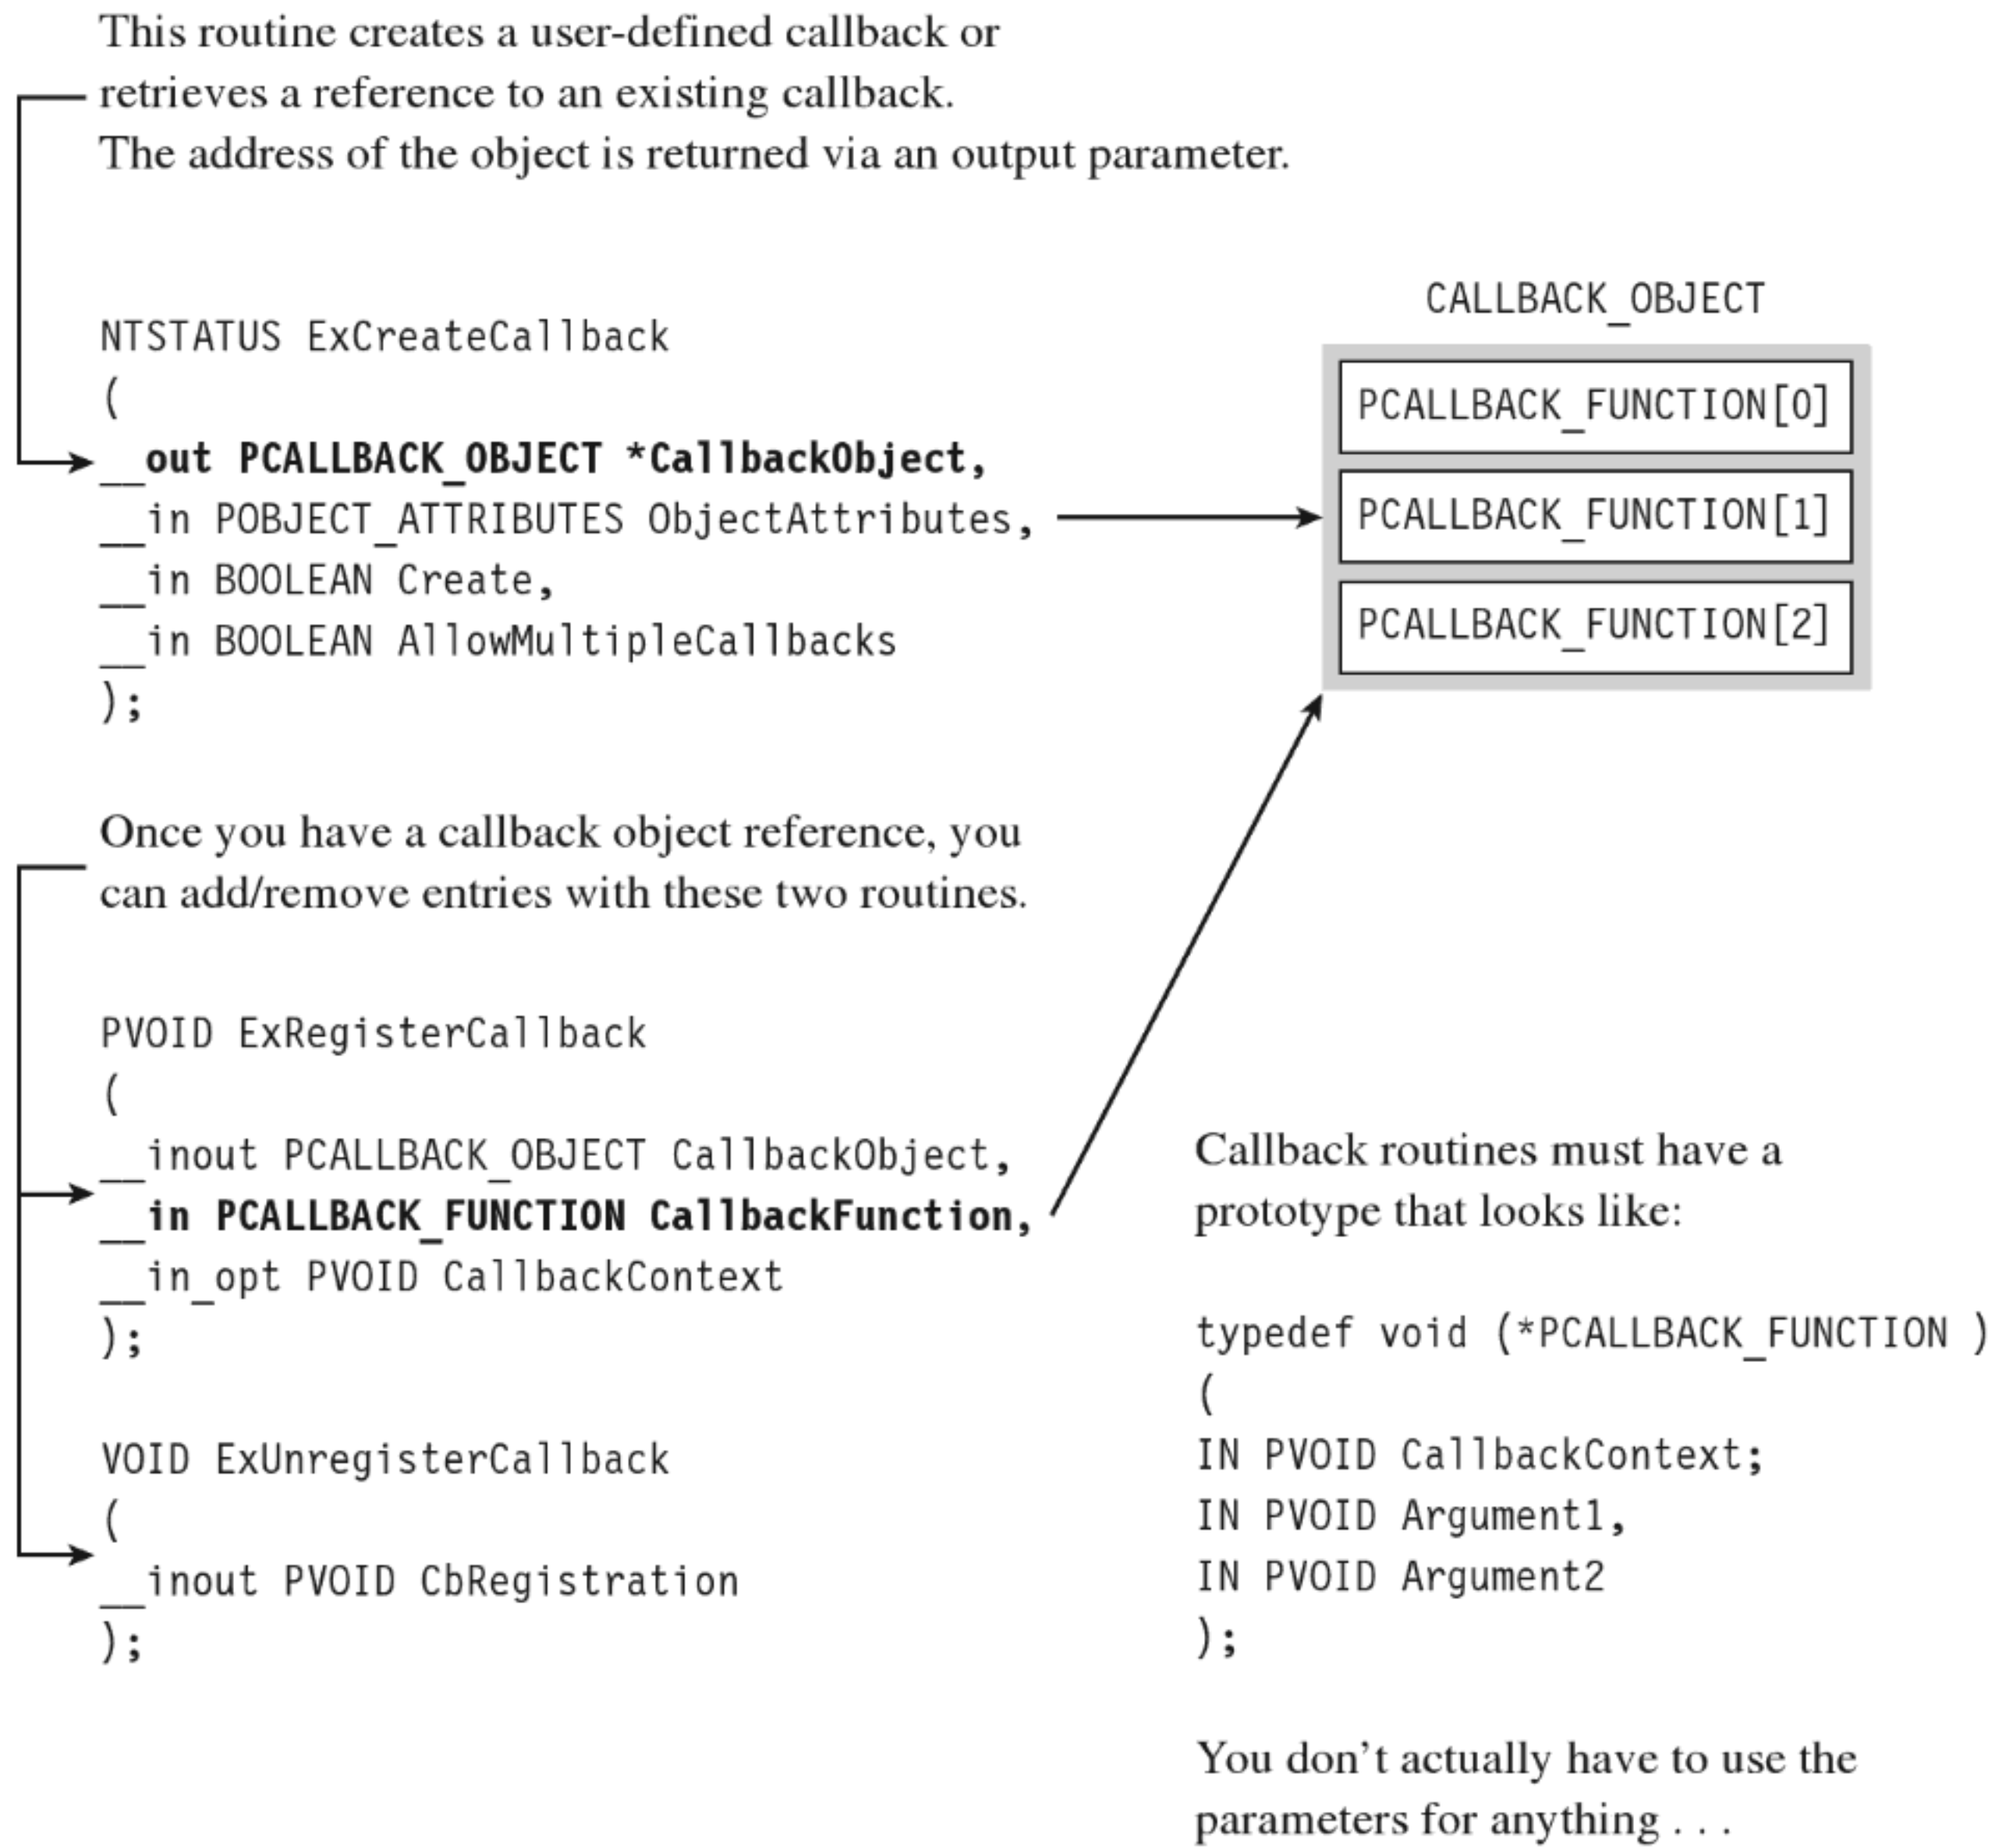 This routine creates a user-defined callback or
retrieves a reference to an existing callback.
The address of the object is returned via an output parameter.
NTSTATUS ExCreateCallback
(
__out PCALLBACK_OBJECT *CallbackObject,
__in POBJECT_ATTRIBUTES ObjectAttributes,
__in BOOLEAN Create,
__in BOOLEAN AllowMultipleCallbacks
);
CALLBACK_OBJECT
PCALLBACK_FUNCTION[0]
PCALLBACK_FUNCTION[1]
PCALLBACK_FUNCTION[2]
Once you have a callback object reference, you
can add/remove entries with these two routines.
PVOID ExRegisterCallback
(
__inout PCALLBACK_OBJECT CallbackObject,
__in PCALLBACK_FUNCTION CallbackFunction,
__in_opt PVOID CallbackContext
);
VOID ExUnregisterCallback
(
__inout PVOID CbRegistration
);
Callback routines must have a
prototype that looks like:
typedef void (*PCALLBACK_FUNCTION )
(
IN PVOID CallbackContext;
IN PVOID Argument1,
IN PVOID Argument2
);
You don’t actually have to use the
parameters for anything . . .